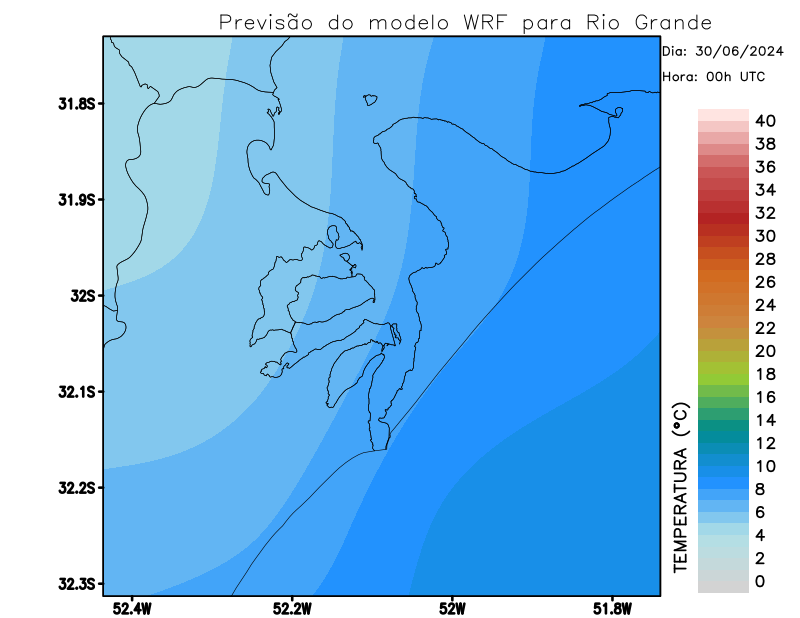 Previsão do modelo WRF para Rio Grande
Dia: 30/06/2024
Hora: 00h UTC
31.8S
31.9S
32S
32.1S
32.2S
32.3S
52.4W
52.2W
52W
51.8W
TEMPERATURA (°C)
40
38
36
34
32
30
28
26
24
22
20
18
16
14
12
10
8
6
4
2
0